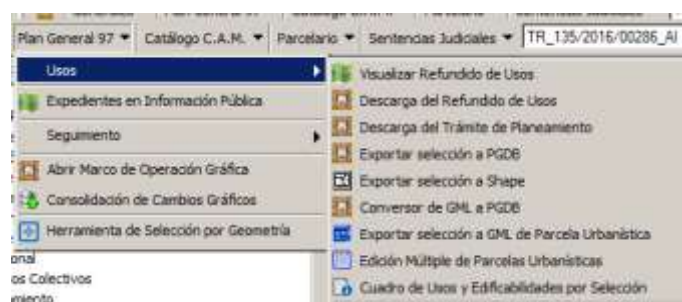 Plan General 97 Catálogo C.A.M. Parcelario Sentencias Judiciales TR_135/2016/00286_AI
Usos
Expedientes en Información Pública
Seguimiento
Abrir Marco de Operación Gráfica
Consolidación de Cambios Gráficos
Herramienta de Selección por Geometría
Visualizar Refundido de Usos
Descarga del Refundido de Usos
Descarga del Trámite de Planeamiento
Exportar selección a PGDB
Exportar selección a Shape
Conversor de GML a PGDB
Exportar selección a GML de Parcela Urbanística
Edición Múltiple de Parcelas Urbanísticas
Cuadro de Usos y Edificabilidades por Selección
onal
os Colectivos